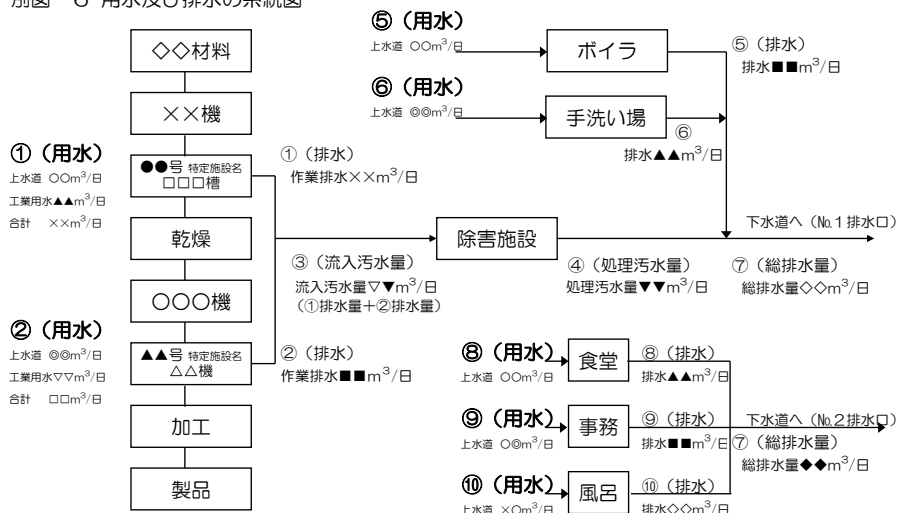 別図－６ 用水及び排水の系統図
◇◇材料
××機
①（用水）
上水道 ○○m³/日
工業用水▲▲m³/日
合計 ××m³/日
●●号 特定施設名
□□□槽
①（排水）
作業排水××m³/日
乾燥
○○○機
②（用水）
上水道 ◎◎m³/日
工業用水▽▽m³/日
合計 □□m³/日
▲▲号 特定施設名
△△機
②（排水）
作業排水■■m³/日
加工
製品
③（流入汚水量）
流入汚水量▽▼m³/日
（①排水量＋②排水量）
除害施設
④（処理汚水量）
処理汚水量▼▼m³/日
⑤（用水）
上水道 ○○m³/日
ボイラ
⑤（排水）
排水■■m³/日
⑥（用水）
上水道 ◎◎m³/日
手洗い場
⑥
排水▲▲m³/日
下水道へ（№1排水口）
⑦（総排水量）
総排水量◇◇m³/日
⑧（用水）
上水道 ○○m³/日
食堂
⑧（排水）
排水▲▲m³/日
⑨（用水）
上水道 ○◎m³/日
事務
⑨（排水）
排水■■m³/日
下水道へ（№2排水口）
⑦（総排水量）
総排水量◆◆m³/日
⑩（用水）
上水道 ×○m³/日
風呂
⑩（排水）
排水◇◇m³/日